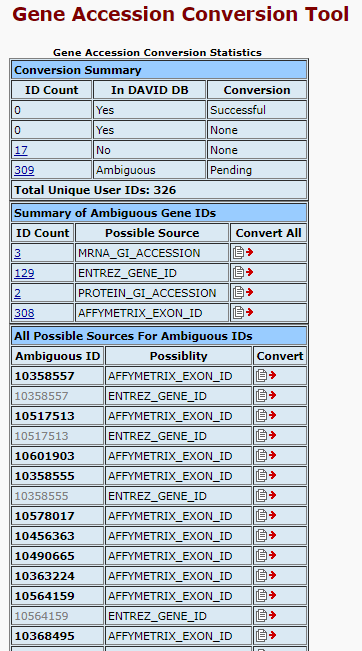 Gene Accession Conversion Tool
Gene Accession Conversion Statistics
Conversion Summary
ID Count In DAVID DB Conversion
0 Yes Successful
0 Yes None
17 No None
309 Ambiguous Pending
Total Unique User IDs: 326
Summary of Ambiguous Gene IDs
ID Count Possible Source Convert All
3 MRNA_GI_ACCESSION
129 ENTREZ_GENE_ID
2 PROTEIN_GI_ACCESSION
308 AFFYMETRIX_EXON_ID
All Possible Sources For Ambiguous IDs
Ambiguous ID Possiblity Convert
10358557 AFFYMETRIX_EXON_ID
10358557 ENTREZ_GENE_ID
10517513 AFFYMETRIX_EXON_ID
10517513 ENTREZ_GENE_ID
10601903 AFFYMETRIX_EXON_ID
10358555 AFFYMETRIX_EXON_ID
10358555 ENTREZ_GENE_ID
10578017 AFFYMETRIX_EXON_ID
10456363 AFFYMETRIX_EXON_ID
10490665 AFFYMETRIX_EXON_ID
10363224 AFFYMETRIX_EXON_ID
10564159 AFFYMETRIX_EXON_ID
10564159 ENTREZ_GENE_ID
10368495 AFFYMETRIX_EXON_ID